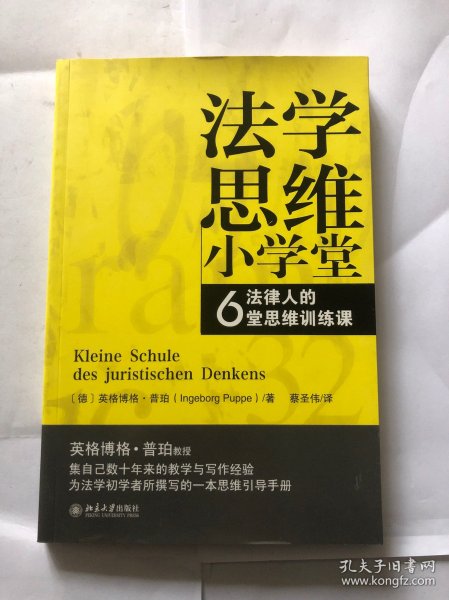 法学
思维
小学堂
6 法律人的
堂思维训练课
Kleine Schule
des juristischen Denkens
〔德〕英格博格·普珀（Ingeborg Puppe）/著 蔡圣伟/译
英格博格·普珀教授
集自己数十年来的教学与写作经验
为法学初学者所撰写的一本思维引导手册
北京大学出版社
PEKING UNIVERSITY PRESS
孔夫子旧书网
www.kongfz.com